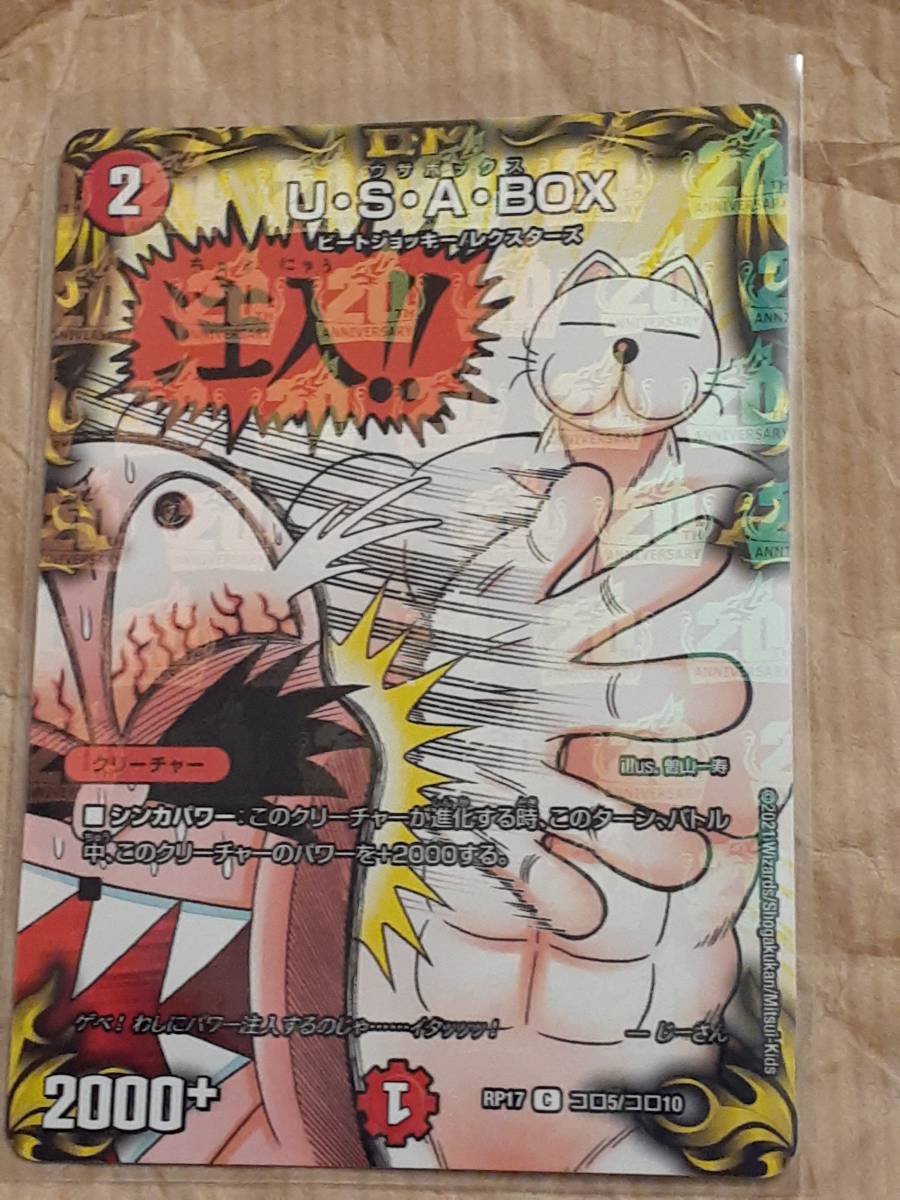 DM
2
ウサボックス
U・S・A・BOX
ビートジョッキー/レクスターズ
ちゅう にゅう
注入!!
クリーチャー
illus. 曽山一寿
■ シンカパワー:このクリーチャーが進化する時、このターン、バトル
中、このクリーチャーのパワーを+2000する。
■
ゲベ! わしにパワー注入するのじゃ……イタッッッ! ── じーさん
2000+
1
RP17 C コロ5/コロ10
©2021 Wizards/Shogakukan/Mitsui-Kids
20TH ANNIVERSARY